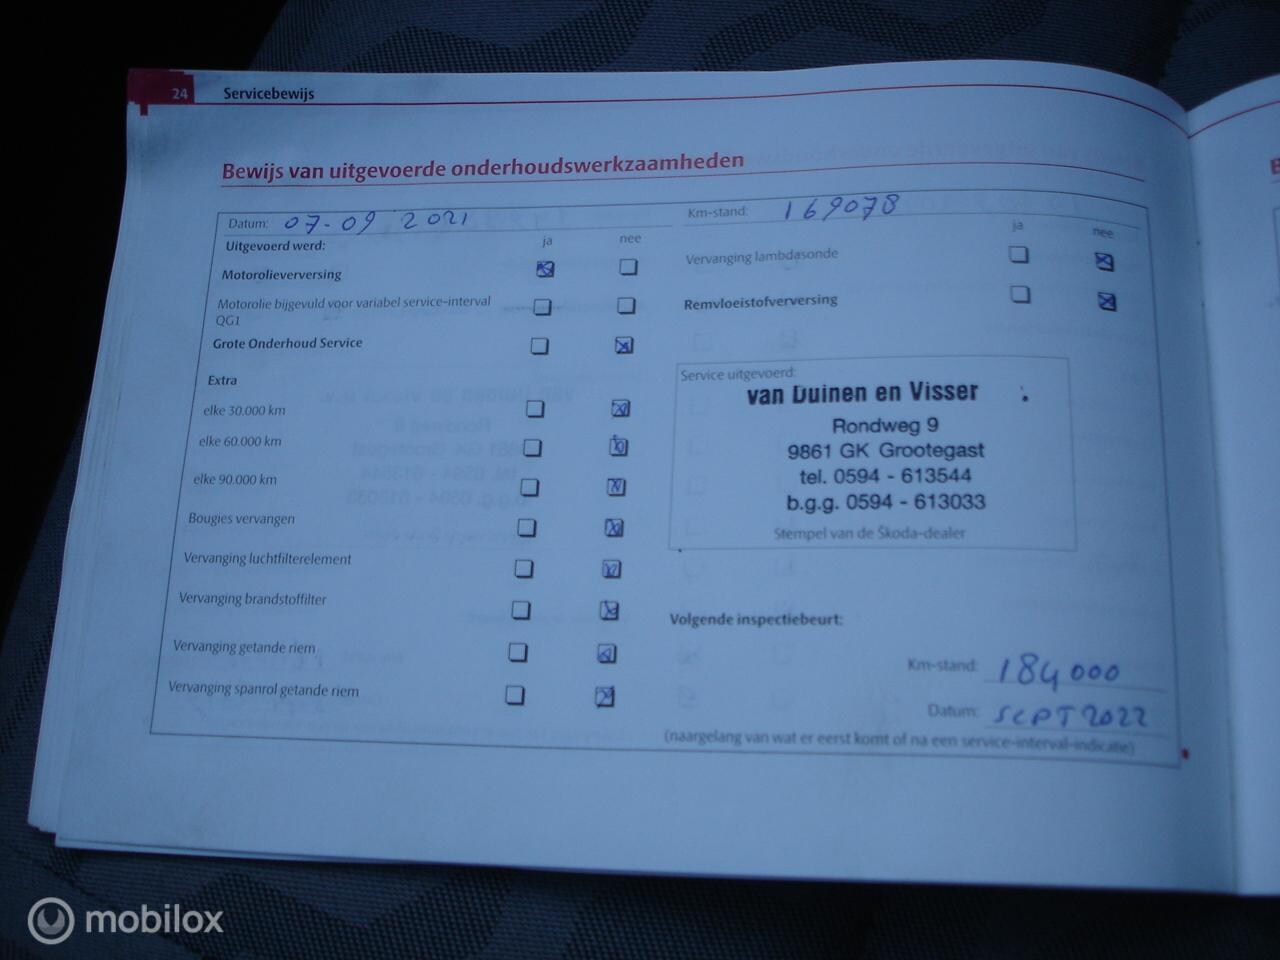 24 Servicebewijs
Bewijs van uitgevoerde onderhoudswerkzaamheden
Datum: 07-09 2021
Km-stand: 169078
Uitgevoerd werd: ja nee
Motorolieverversing
Motorolie bijgevuld voor variabel service-interval
QG1
Grote Onderhoud Service
Extra
elke 30.000 km
elke 60.000 km
elke 90.000 km
Bougies vervangen
Vervanging luchtfilterelement
Vervanging brandstoffilter
Vervanging getande riem
Vervanging spanrol getande riem
ja nee
Vervanging lambdasonde
Remvloeistofverversing
Service uitgevoerd:
van Duinen en Visser
Rondweg 9
9861 GK Grootegast
tel. 0594 - 613544
b.g.g. 0594 - 613033
Stempel van de Škoda-dealer
Volgende inspectiebeurt:
Km-stand: 184000
Datum: SEPT 2022
(naargelang van wat er eerst komt of na een service-interval-indicatie)
mobilox